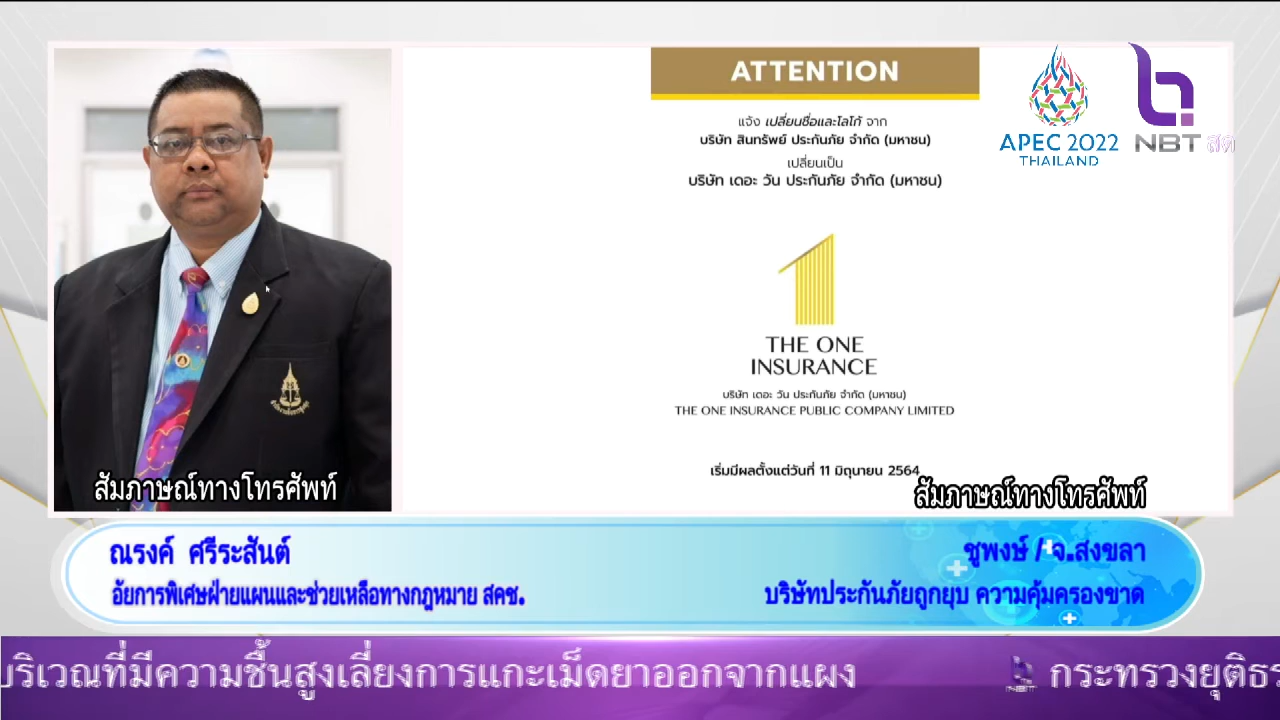 ATTENTION
แจ้ง เปลี่ยนชื่อและโลโก้ จาก
บริษัท สินทรัพย์ ประกันภัย จำกัด (มหาชน)
เปลี่ยนเป็น
บริษัท เดอะ วัน ประกันภัย จำกัด (มหาชน)
APEC 2022
THAILAND
NBT สด
THE ONE
INSURANCE
บริษัท เดอะ วัน ประกันภัย จำกัด (มหาชน)
THE ONE INSURANCE PUBLIC COMPANY LIMITED
เริ่มมีผลตั้งแต่วันที่ 11 มิถุนายน 2564
สัมภาษณ์ทางโทรศัพท์
สัมภาษณ์ทางโทรศัพท์
ณรงค์ ศรีระสันต์
อัยการพิเศษฝ่ายแผนและช่วยเหลือทางกฎหมาย สคช.
ชูพงษ์ / จ.สงขลา
บริษัทประกันภัยถูกยุบ ความคุ้มครองขาด
บริเวณที่มีความชื้นสูงเสี่ยงการแกะเม็ดยาออกจากแผง NBT กระทรวงยุติธร